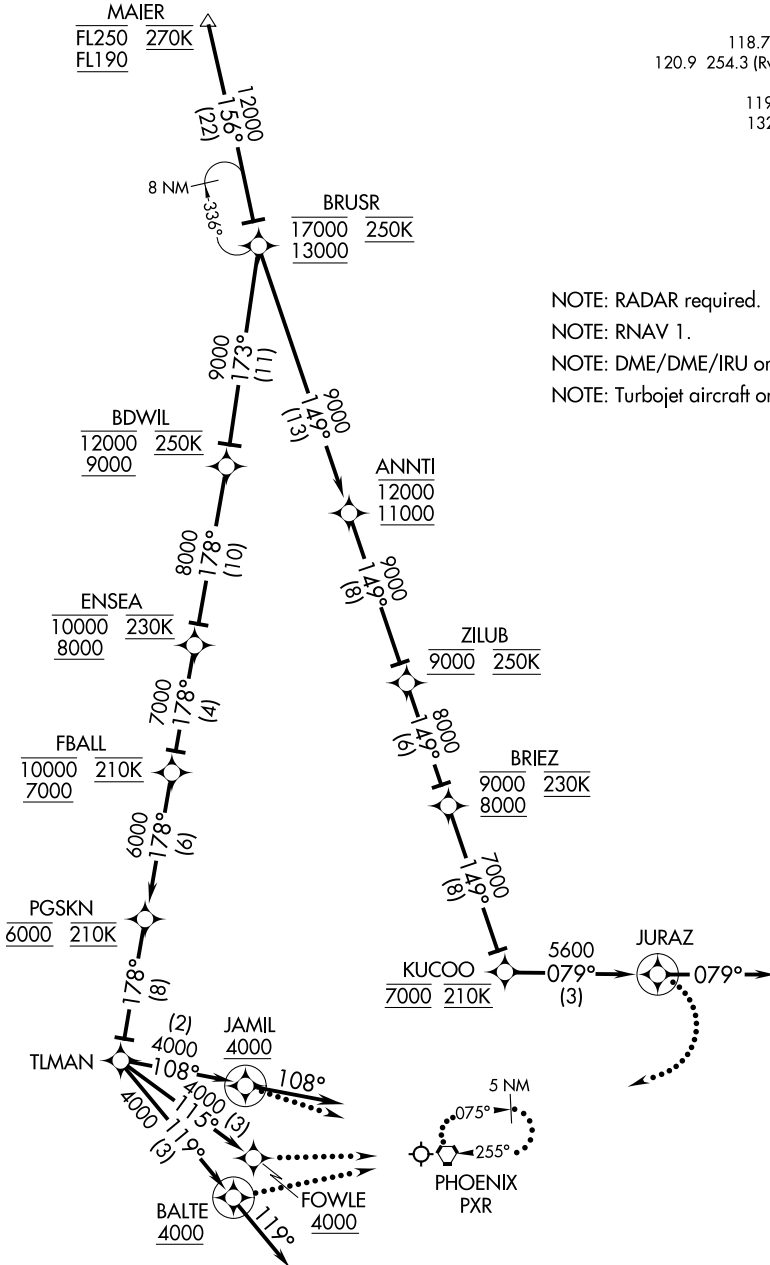 MAIER
FL250 270K
FL190
118.7
120.9 254.3 (Rw
119
132
12000
156°
(22)
8 NM
336°
BRUSR
17000 250K
13000
NOTE: RADAR required.
NOTE: RNAV 1.
NOTE: DME/DME/IRU or
NOTE: Turbojet aircraft on
9000
173°
(11)
9000
149°
(13)
BDWIL
12000 250K
9000
ANNTI
12000
11000
8000
178°
(10)
9000
149°
(8)
ENSEA
10000 230K
8000
ZILUB
9000 250K
7000
178°
(4)
8000
149°
(6)
FBALL
10000 210K
7000
BRIEZ
9000 230K
8000
6000
178°
(6)
7000
149°
(8)
PGSKN
6000 210K
KUCOO
7000 210K
5600
079°
(3)
JURAZ
079°
178°
(8)
TLMAN
(2)
4000
108°
JAMIL
4000
108°
4000 (3)
115°
4000
119°
(3)
FOWLE
4000
BALTE
4000
119°
5 NM
075°
255°
PHOENIX
PXR